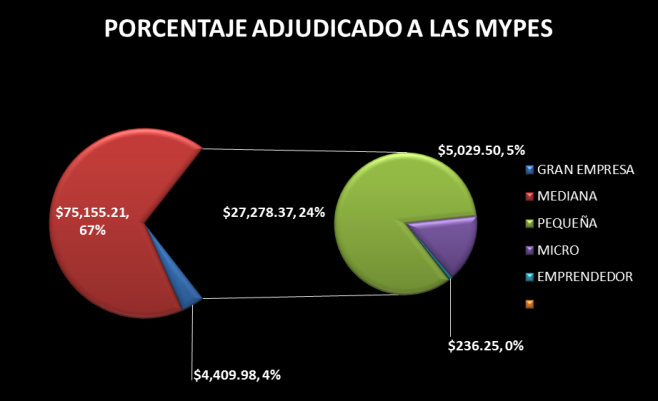 PORCENTAJE ADJUDICADO A LAS MYPES
$5,029.50, 5%
GRAN EMPRESA
MEDIANA
$75,155.21,
67%
$27,278.37, 24%
PEQUEÑA
MICRO
EMPRENDEDOR
$236.25, 0%
$4,409.98, 4%